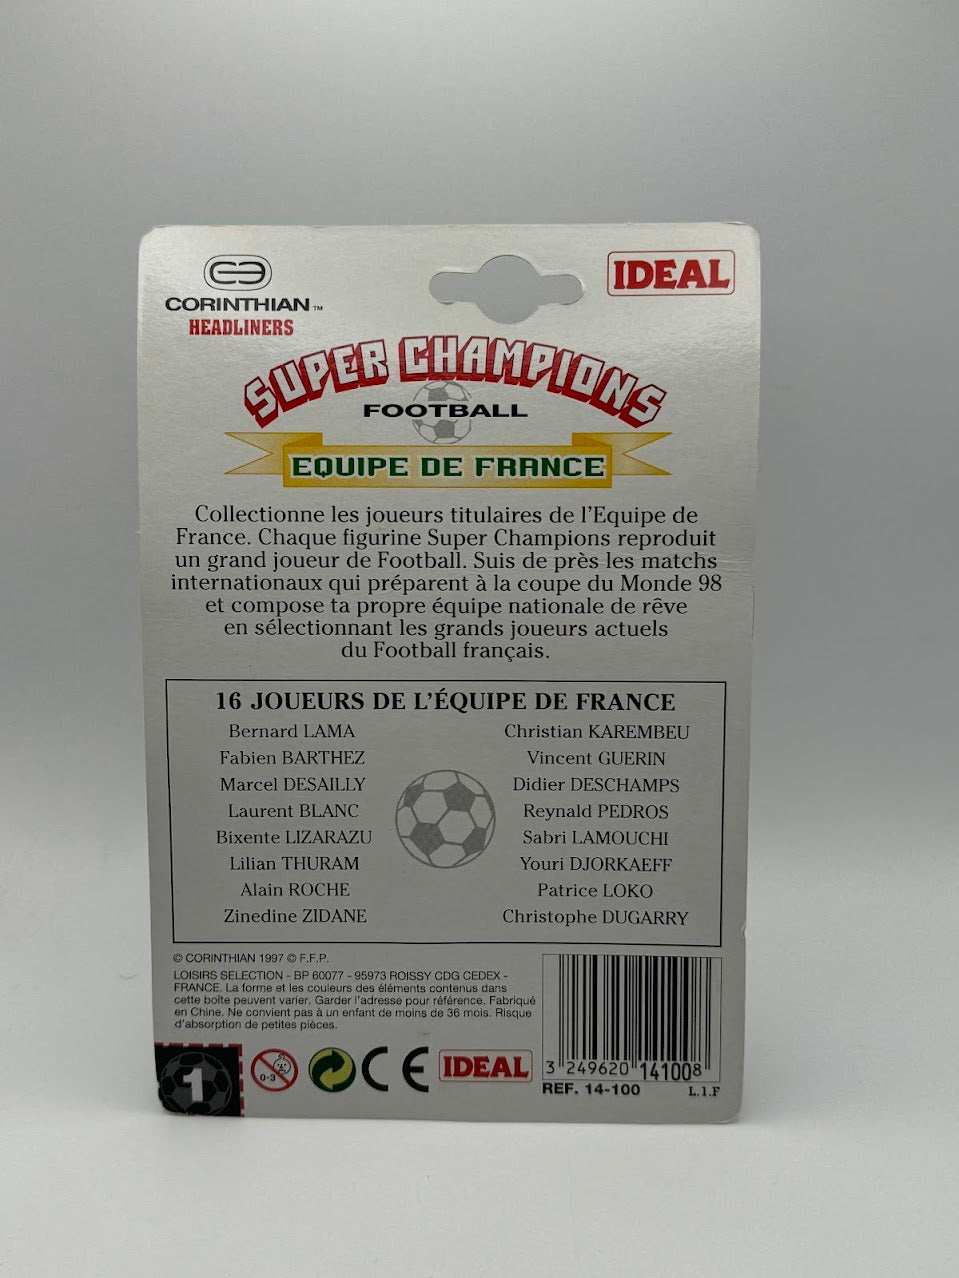 CORINTHIAN™
HEADLINERS
IDEAL
SUPER CHAMPIONS
FOOTBALL
EQUIPE DE FRANCE
Collectionne les joueurs titulaires de l'Equipe de
France. Chaque figurine Super Champions reproduit
un grand joueur de Football. Suis de près les matchs
internationaux qui préparent à la coupe du Monde 98
et compose ta propre équipe nationale de rêve
en sélectionnant les grands joueurs actuels
du Football français.
16 JOUEURS DE L'ÉQUIPE DE FRANCE
Bernard LAMA
Fabien BARTHEZ
Marcel DESAILLY
Laurent BLANC
Bixente LIZARAZU
Lilian THURAM
Alain ROCHE
Zinedine ZIDANE
Christian KAREMBEU
Vincent GUERIN
Didier DESCHAMPS
Reynald PEDROS
Sabri LAMOUCHI
Youri DJORKAEFF
Patrice LOKO
Christophe DUGARRY
© CORINTHIAN 1997 © F.F.P.
LOISIRS SELECTION - BP 60077 - 95973 ROISSY CDG CEDEX -
FRANCE. La forme et les couleurs des éléments contenus dans
cette boîte peuvent varier. Garder l'adresse pour référence. Fabriqué
en Chine. Ne convient pas à un enfant de moins de 36 mois. Risque
d'absorption de petites pièces.
1
0-3
CE
IDEAL
3 249620 141008
REF. 14-100
L.1.F